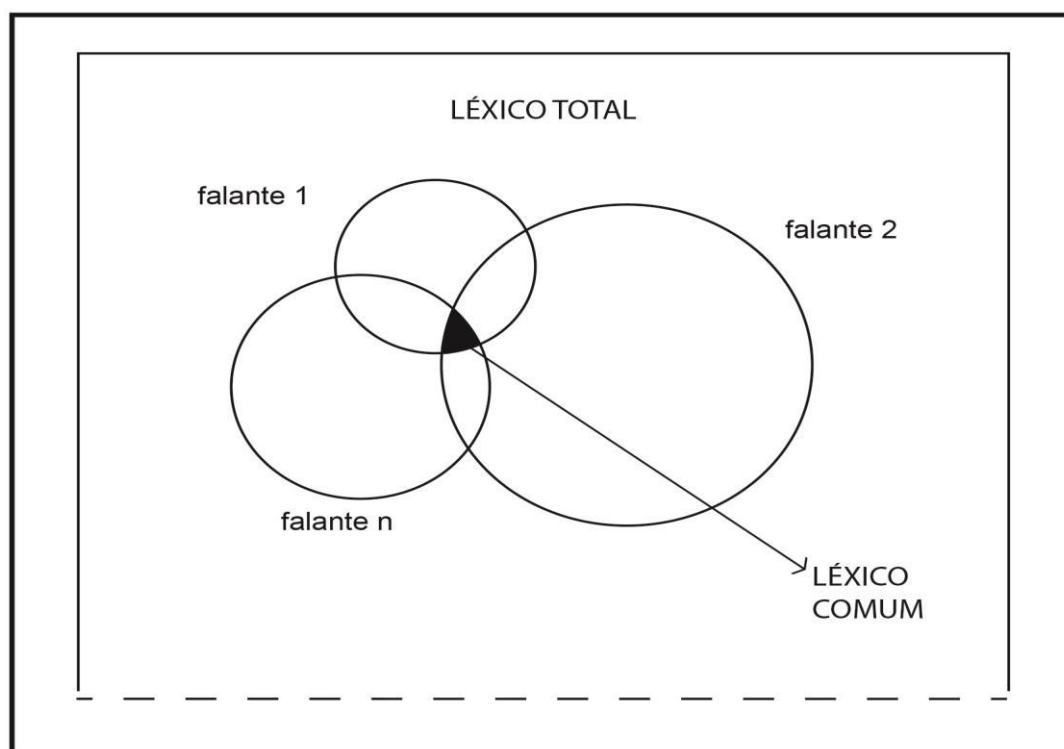 LÉXICO TOTAL
falante 1
falante 2
falante n
LÉXICO
COMUM